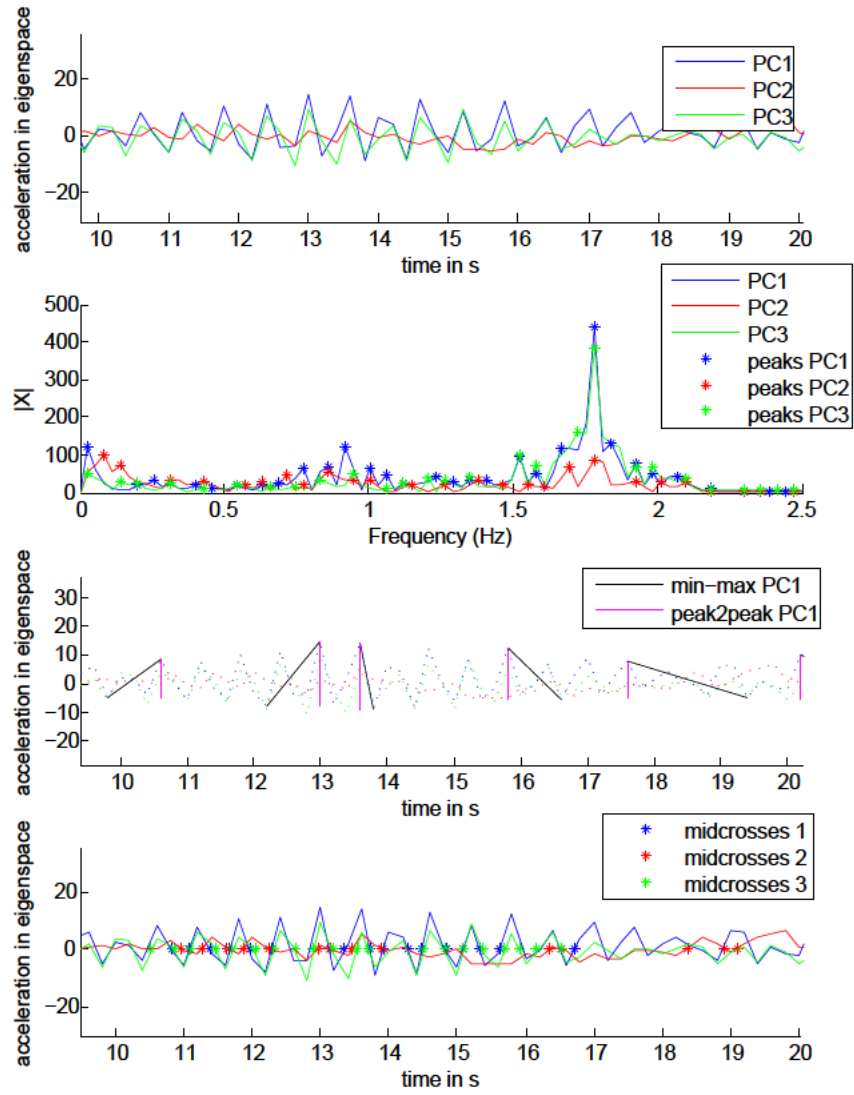 acceleration in eigenspace
20
0
−20
PC1
PC2
PC3
10 11 12 13 14 15 16 17 18 19 20
time in s
|X|
500
400
300
200
100
0
PC1
PC2
PC3
peaks PC1
peaks PC2
peaks PC3
0 0.5 1 1.5 2 2.5
Frequency (Hz)
acceleration in eigenspace
30
20
10
0
−10
−20
min−max PC1
peak2peak PC1
10 11 12 13 14 15 16 17 18 19 20
time in s
acceleration in eigenspace
20
0
−20
midcrosses 1
midcrosses 2
midcrosses 3
10 11 12 13 14 15 16 17 18 19 20
time in s